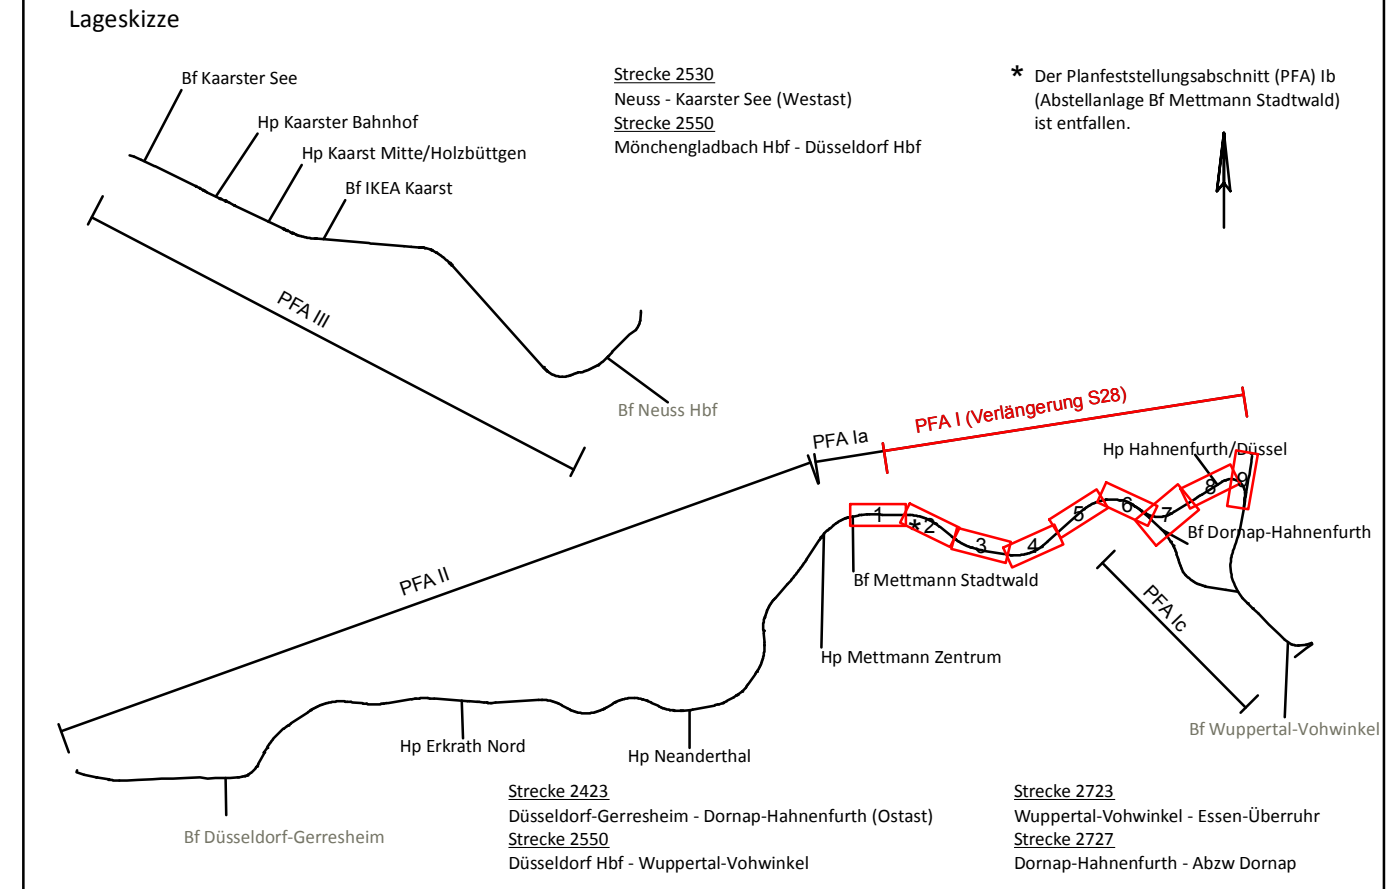 Lageskizze
Bf Kaarster See
Hp Kaarster Bahnhof
Hp Kaarst Mitte/Holzbüttgen
Bf IKEA Kaarst
Strecke 2530
Neuss - Kaarster See (Westast)
Strecke 2550
Mönchengladbach Hbf - Düsseldorf Hbf
* Der Planfeststellungsabschnitt (PFA) Ib
(Abstellanlage Bf Mettmann Stadtwald)
ist entfallen.
PFA III
Bf Neuss Hbf
PFA Ia
PFA I (Verlängerung S28)
Hp Hahnenfurth/Düssel
1
* 2
3
4
5
6
7
8
9
Bf Dornap-Hahnenfurth
Bf Mettmann Stadtwald
PFA II
PFA Ic
Hp Mettmann Zentrum
Bf Wuppertal-Vohwinkel
Hp Erkrath Nord
Hp Neanderthal
Bf Düsseldorf-Gerresheim
Strecke 2423
Düsseldorf-Gerresheim - Dornap-Hahnenfurth (Ostast)
Strecke 2550
Düsseldorf Hbf - Wuppertal-Vohwinkel
Strecke 2723
Wuppertal-Vohwinkel - Essen-Überruhr
Strecke 2727
Dornap-Hahnenfurth - Abzw Dornap